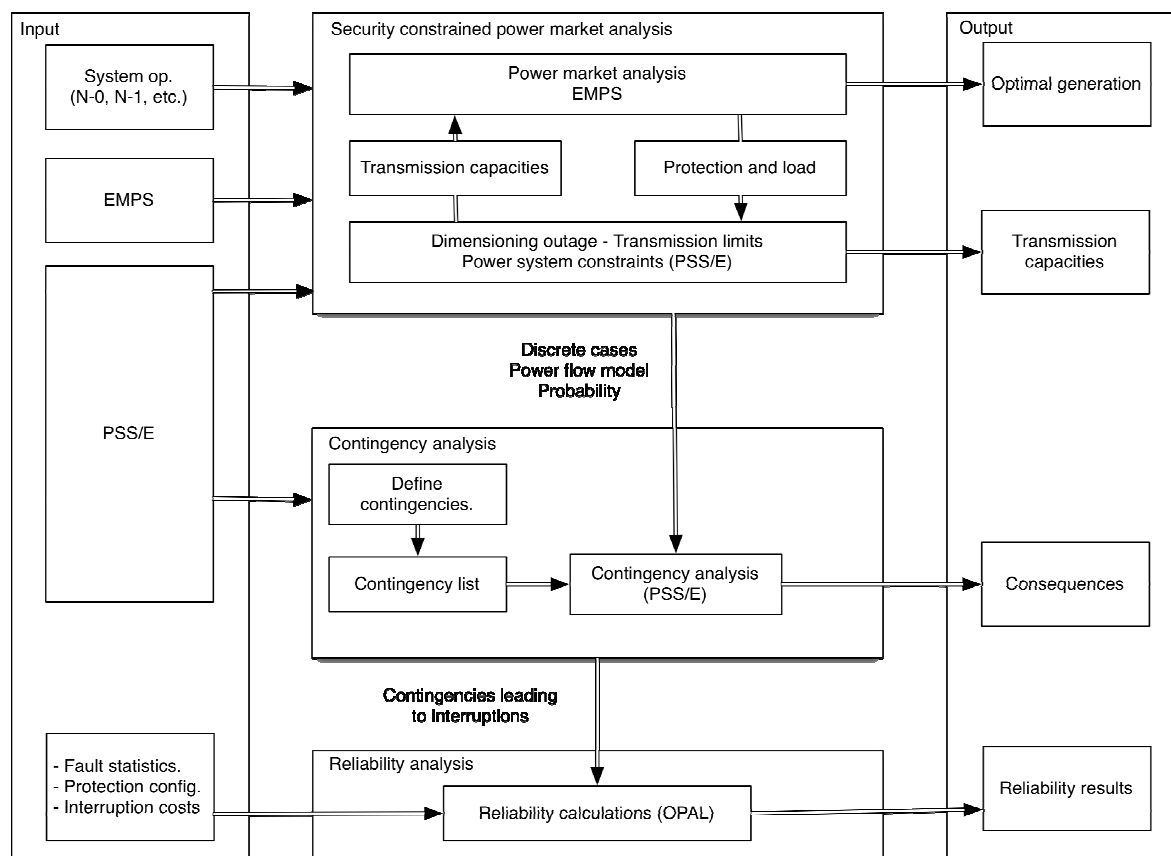 Input
System op.
(N-0, N-1, etc.)
EMPS
PSS/E
- Fault statistics.
- Protection config.
- Interruption costs
Security constrained power market analysis
Power market analysis
EMPS
Transmission capacities
Protection and load
Dimensioning outage - Transmission limits
Power system constraints (PSS/E)
Discrete cases
Power flow model
Probability
Contingency analysis
Define
contingencies.
Contingency list
Contingency analysis
(PSS/E)
Contingencies leading
to Interruptions
Reliability analysis
Reliability calculations (OPAL)
Output
Optimal generation
Transmission
capacities
Consequences
Reliability results